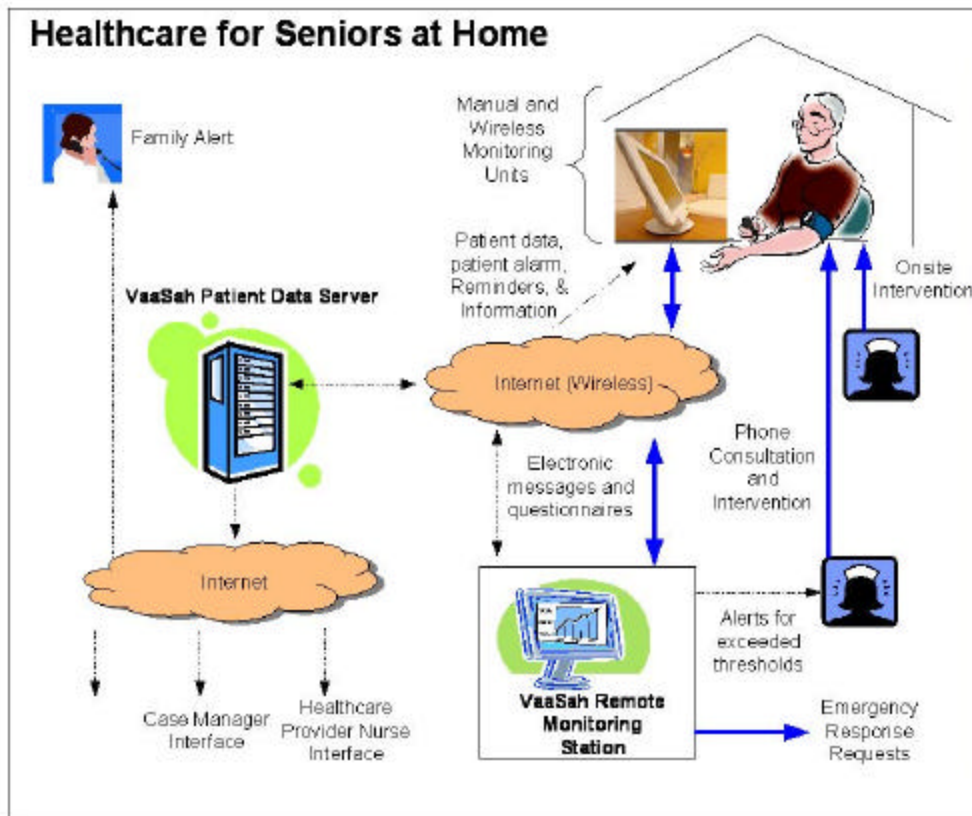 Healthcare for Seniors at Home
Family Alert
Manual and
Wireless
Monitoring
Units
Patient data,
patient alarm,
Reminders, &
Information
Onsite
Intervention
VaaSah Patient Data Server
Internet (Wireless)
Electronic
messages and
questionnaires
Phone
Consultation
and
Intervention
Internet
Alerts for
exceeded
thresholds
Case Manager
Interface
Healthcare
Provider Nurse
Interface
VaaSah Remote
Monitoring
Station
Emergency
Response
Requests